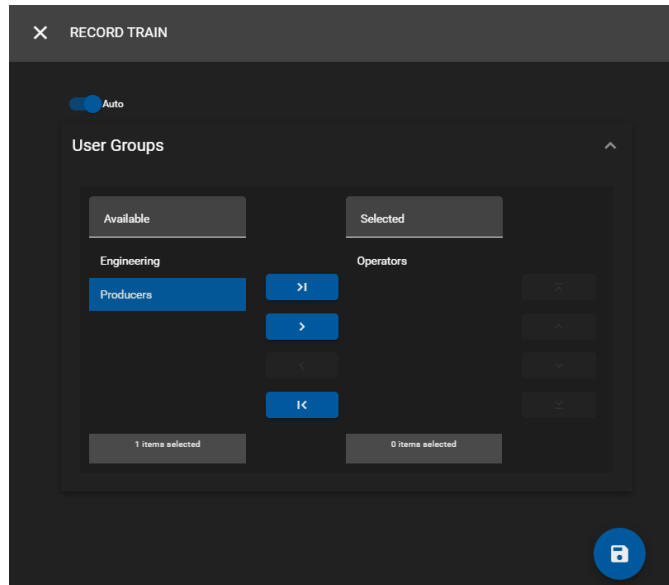 RECORD TRAIN
Auto
User Groups
Available
Selected
Engineering
Operators
Producers
1 items selected
0 items selected